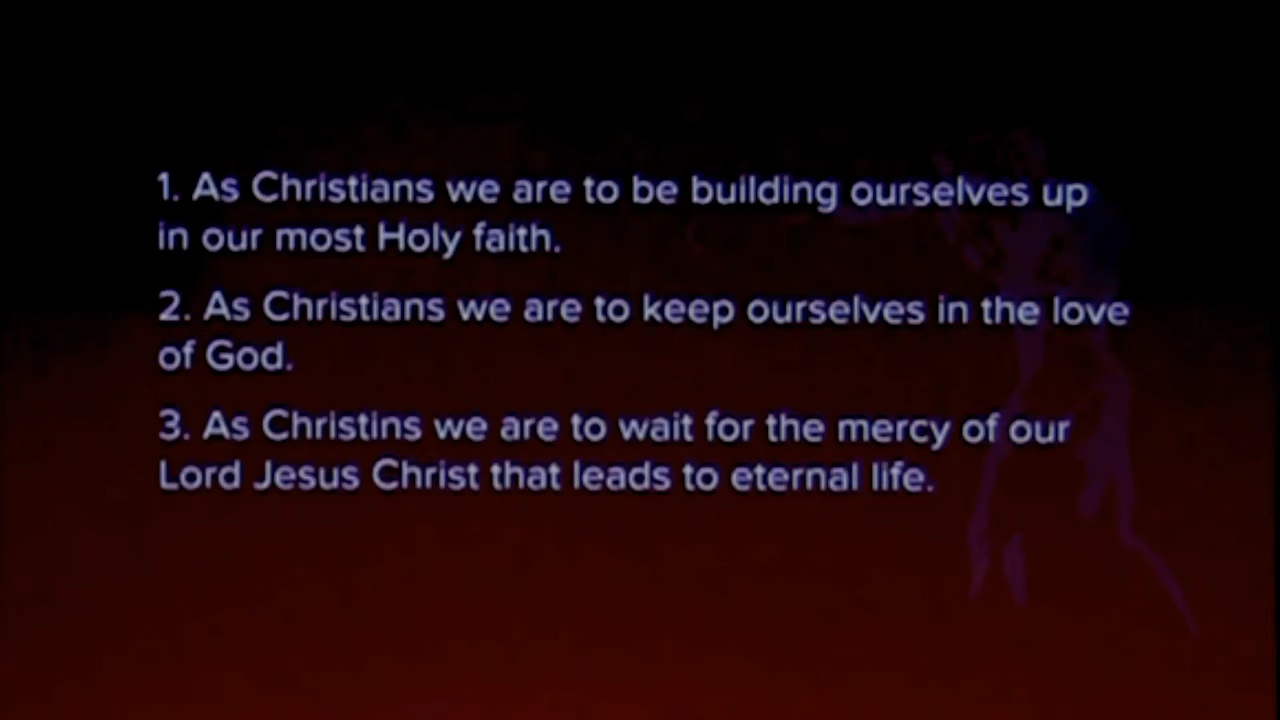 1. As Christians we are to be building ourselves up
in our most Holy faith.
2. As Christians we are to keep ourselves in the love
of God.
3. As Christins we are to wait for the mercy of our
Lord Jesus Christ that leads to eternal life.